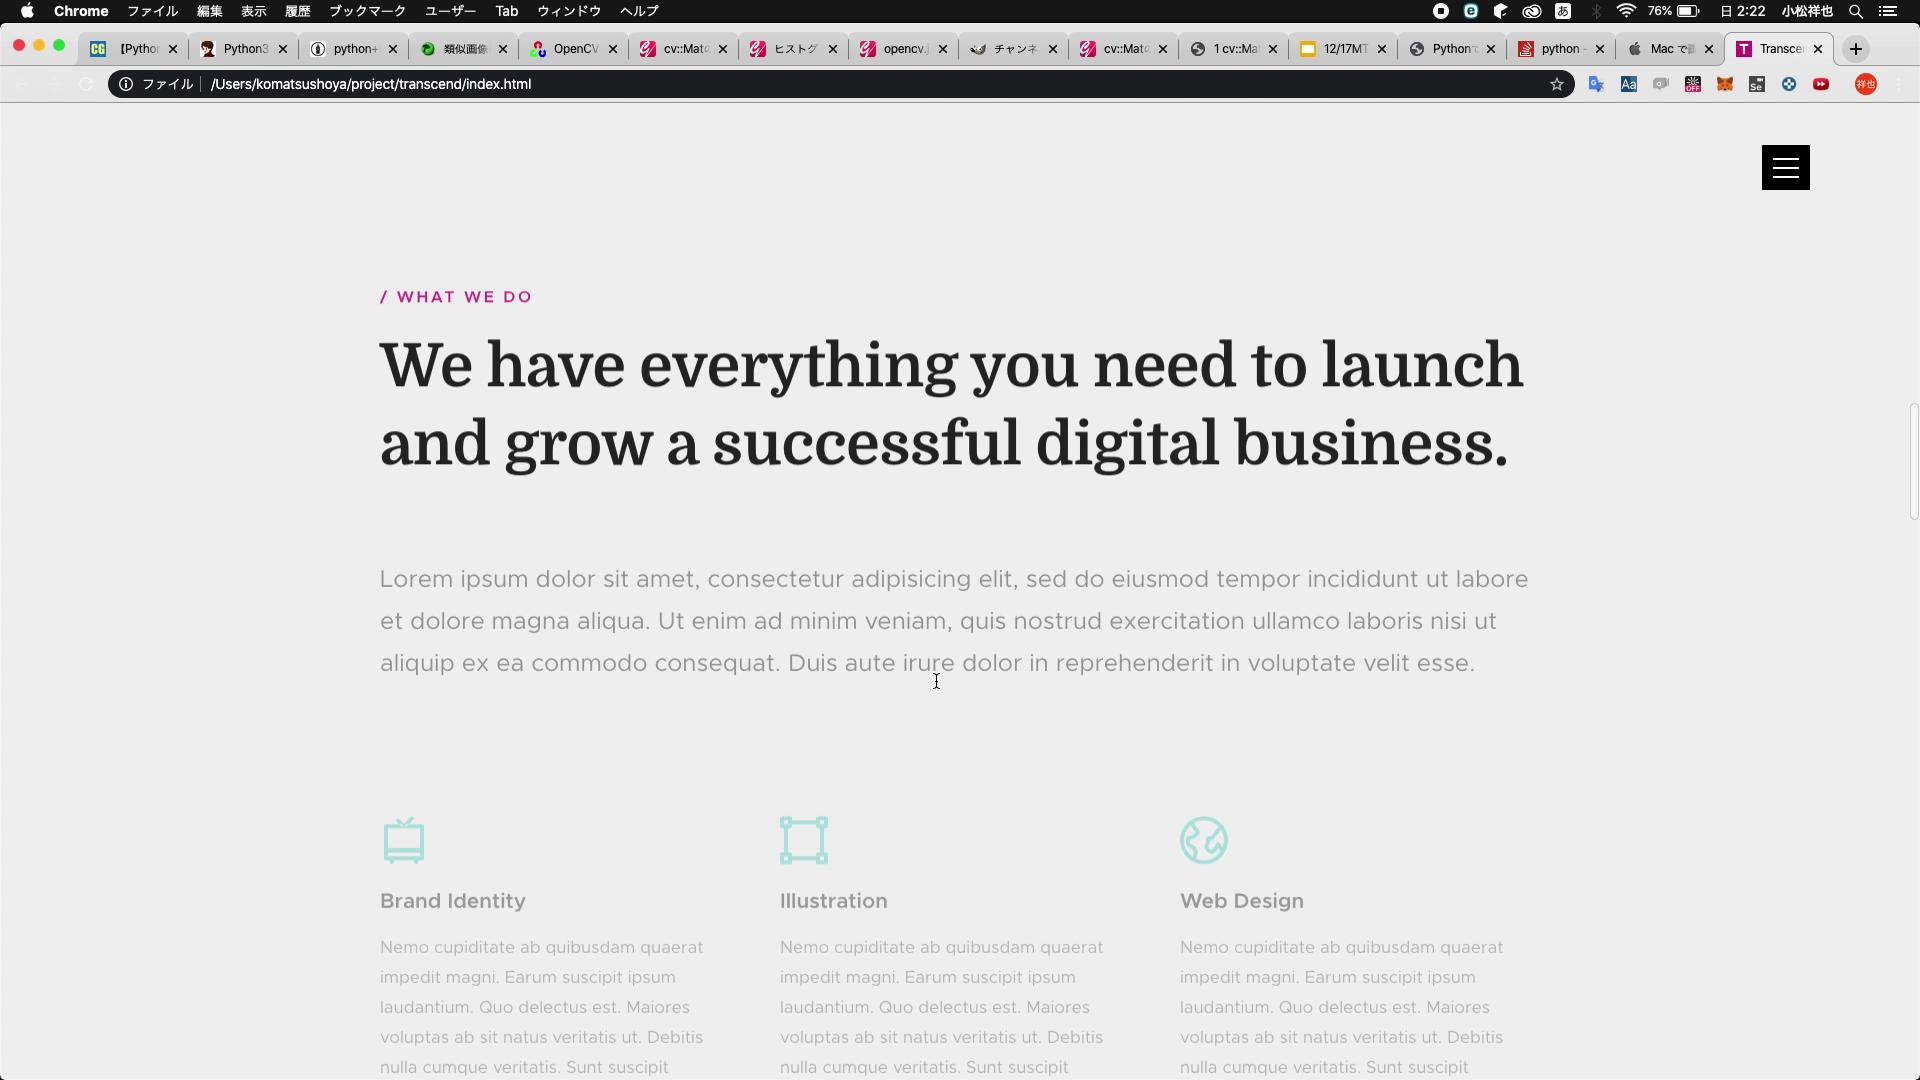 Chrome ファイル 編集 表示 履歴 ブックマーク ユーザー Tab ウィンドウ ヘルプ 76% 日 2:22 小松祥也
【Pythor Python3 python+ 類似画像 OpenCV cv::Mat ヒストグ opencv. チャンネ cv::Mat 1 cv::Ma 12/17MT Python python - Mac で Transce
ファイル /Users/komatsushoya/project/transcend/index.html
/ WHAT WE DO
We have everything you need to launch
and grow a successful digital business.
Lorem ipsum dolor sit amet, consectetur adipisicing elit, sed do eiusmod tempor incididunt ut labore
et dolore magna aliqua. Ut enim ad minim veniam, quis nostrud exercitation ullamco laboris nisi ut
aliquip ex ea commodo consequat. Duis aute irure dolor in reprehenderit in voluptate velit esse.
Brand Identity
Nemo cupiditate ab quibusdam quaerat
impedit magni. Earum suscipit ipsum
laudantium. Quo delectus est. Maiores
voluptas ab sit natus veritatis ut. Debitis
nulla cumque veritatis. Sunt suscipit
Illustration
Nemo cupiditate ab quibusdam quaerat
impedit magni. Earum suscipit ipsum
laudantium. Quo delectus est. Maiores
voluptas ab sit natus veritatis ut. Debitis
nulla cumque veritatis. Sunt suscipit
Web Design
Nemo cupiditate ab quibusdam quaerat
impedit magni. Earum suscipit ipsum
laudantium. Quo delectus est. Maiores
voluptas ab sit natus veritatis ut. Debitis
nulla cumque veritatis. Sunt suscipit